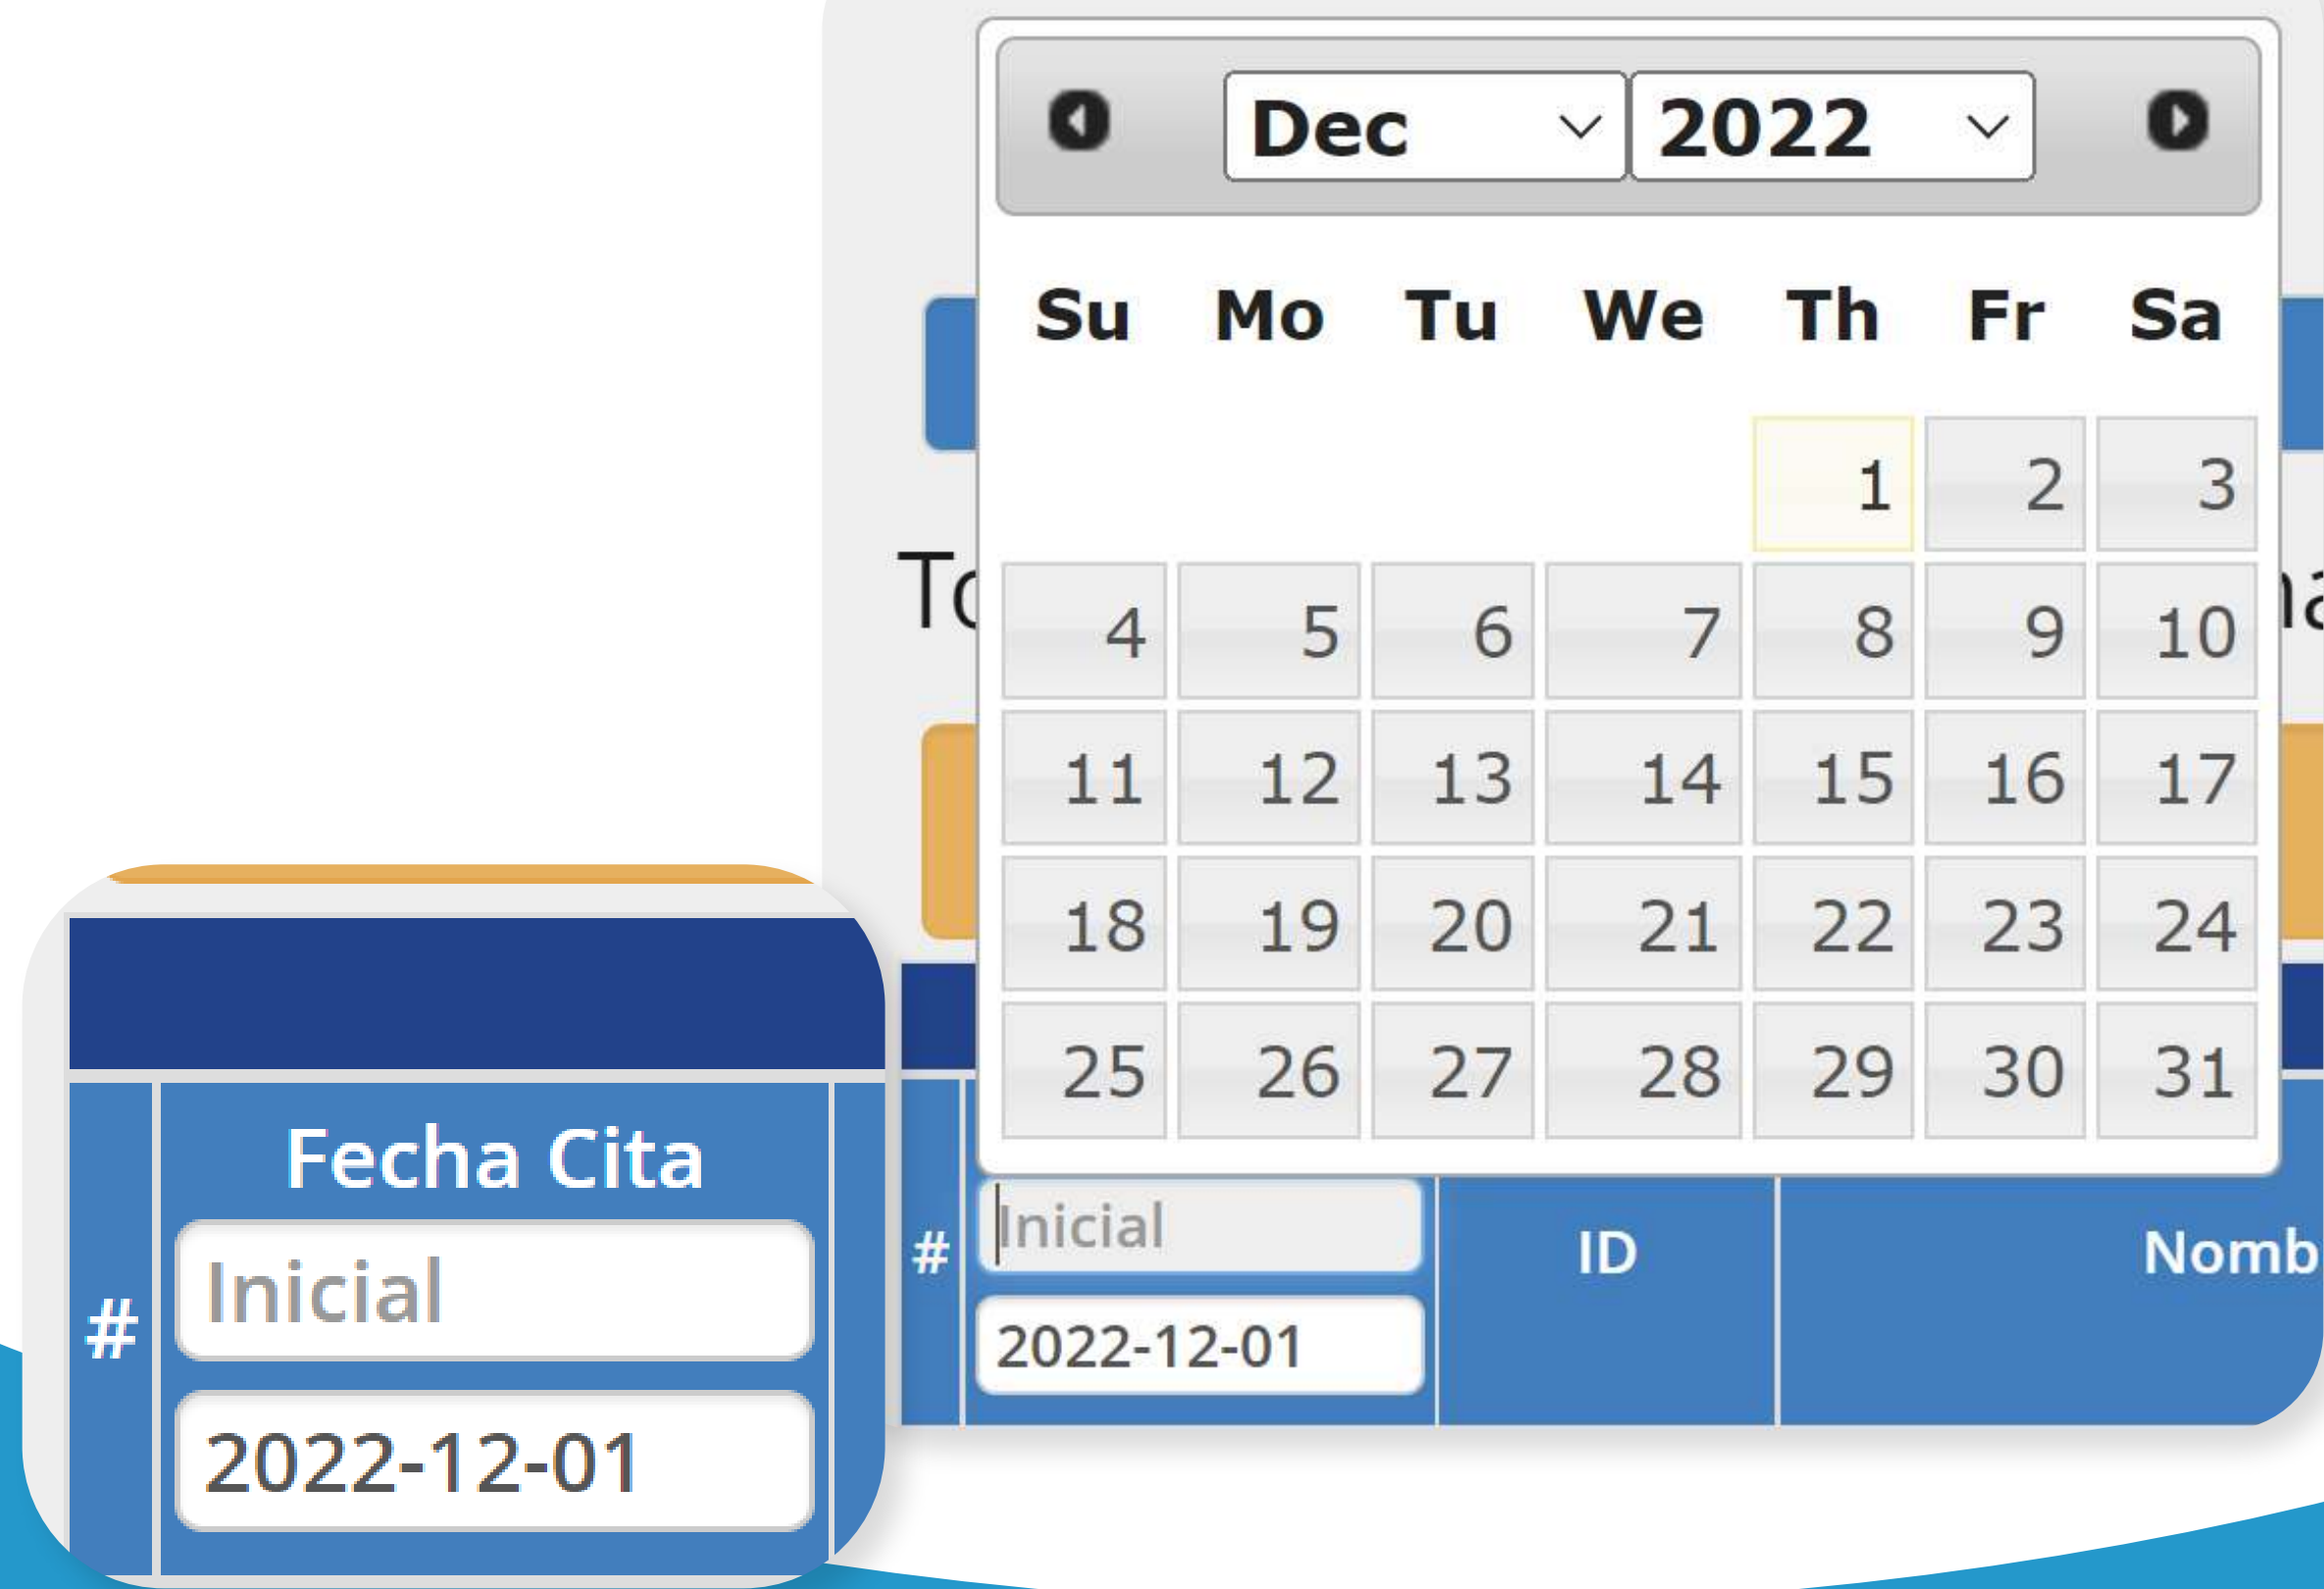 Dec 2022
Su Mo Tu We Th Fr Sa
1 2 3
4 5 6 7 8 9 10
11 12 13 14 15 16 17
18 19 20 21 22 23 24
25 26 27 28 29 30 31
Inicial
# ID Nomb
2022-12-01
Fecha Cita
Inicial
#
2022-12-01